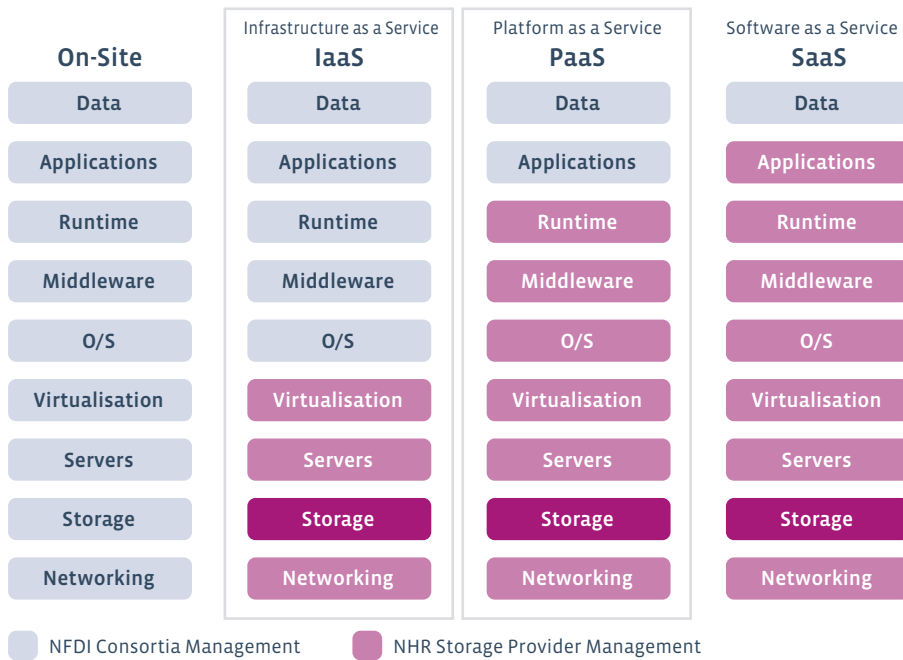 Infrastructure as a Service Platform as a Service Software as a Service
On-Site IaaS PaaS SaaS
Data Data Data Data
Applications Applications Applications Applications
Runtime Runtime Runtime Runtime
Middleware Middleware Middleware Middleware
O/S O/S O/S O/S
Virtualisation Virtualisation Virtualisation Virtualisation
Servers Servers Servers Servers
Storage Storage Storage Storage
Networking Networking Networking Networking
NFDI Consortia Management NHR Storage Provider Management